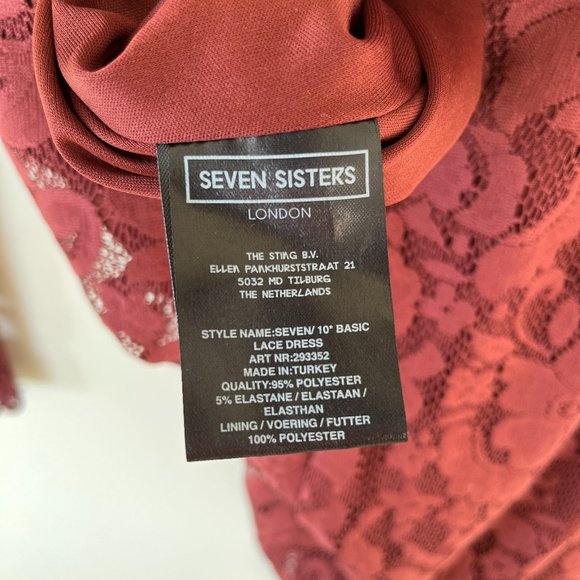 SEVEN SISTERS
LONDON
THE STING B.V.
ELLEN PANKHURSTSTRAAT 21
5032 MD TILBURG
THE NETHERLANDS
STYLE NAME:SEVEN/ 10° BASIC
LACE DRESS
ART NR:293352
MADE IN:TURKEY
QUALITY:95% POLYESTER
5% ELASTANE / ELASTAAN /
ELASTHAN
LINING / VOERING / FUTTER
100% POLYESTER